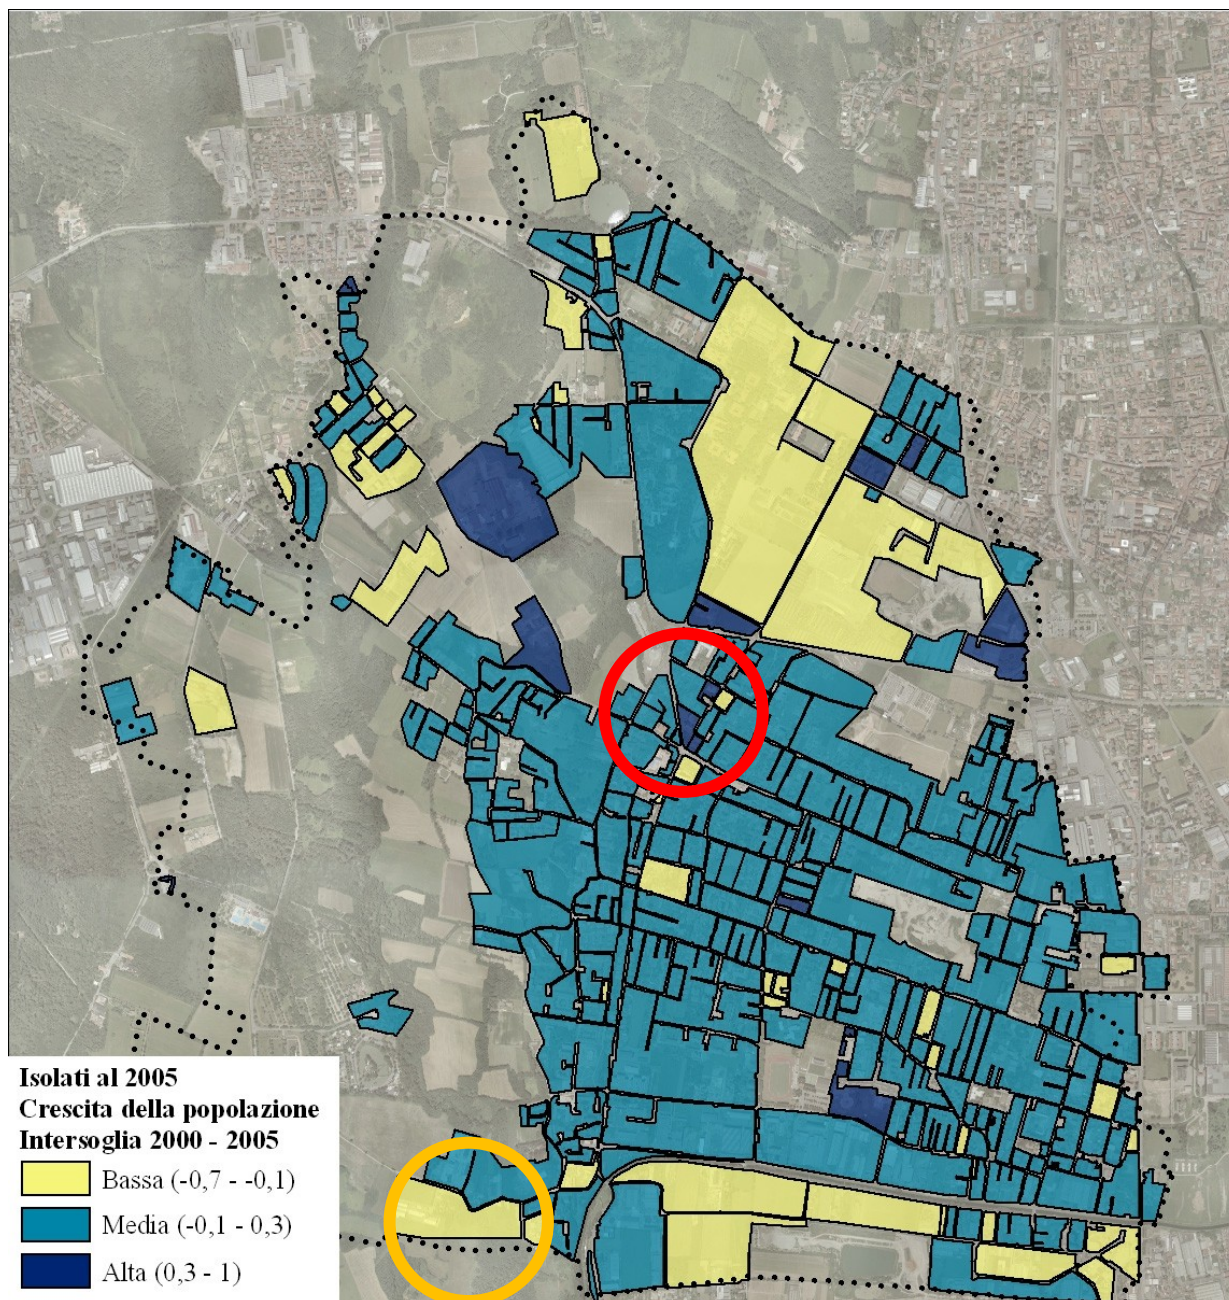 Isolati al 2005
Crescita della popolazione
Intersoglia 2000 - 2005
Bassa (-0,7 - -0,1)
Media (-0,1 - 0,3)
Alta (0,3 - 1)